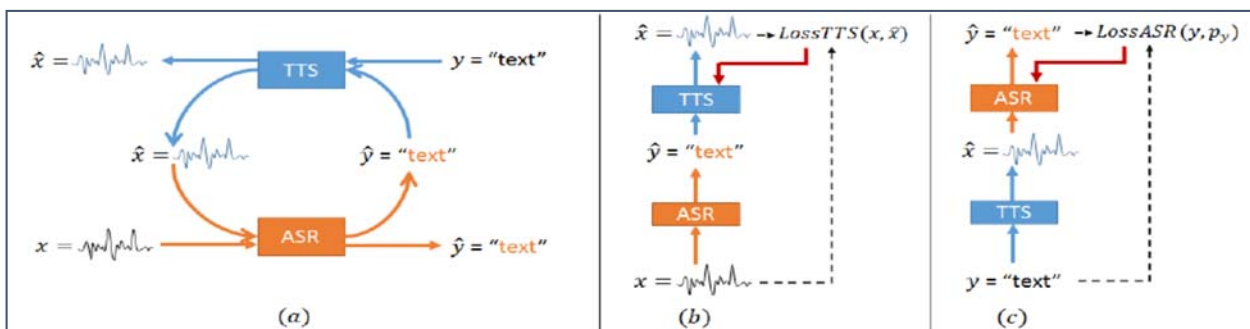 x̂ =
TTS
y = "text"
x̂ =
ŷ = "text"
x =
ASR
ŷ = "text"
(a)
x̂ =
LossTTS(x, x̂)
TTS
ŷ = "text"
ASR
x =
(b)
ŷ = "text"
LossASR(y, p_y)
ASR
x̂ =
TTS
y = "text"
(c)